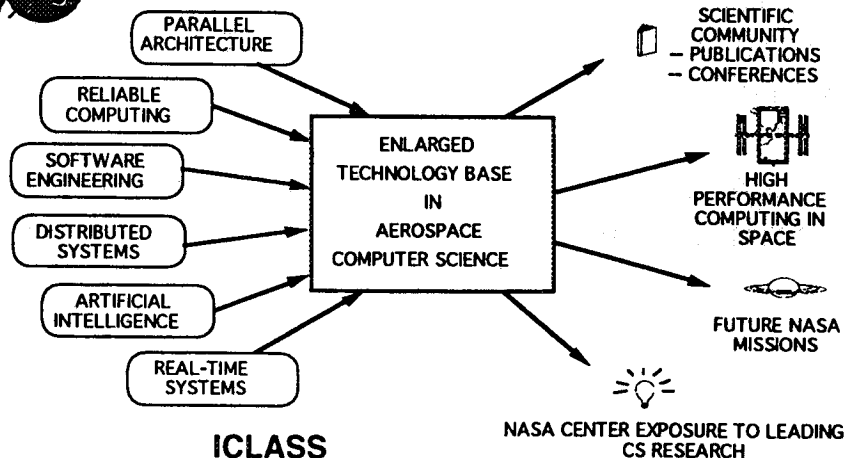 PARALLEL
ARCHITECTURE
RELIABLE
COMPUTING
SOFTWARE
ENGINEERING
DISTRIBUTED
SYSTEMS
ARTIFICIAL
INTELLIGENCE
REAL-TIME
SYSTEMS
ICLASS
ENLARGED
TECHNOLOGY BASE
IN
AEROSPACE
COMPUTER SCIENCE
SCIENTIFIC
COMMUNITY
– PUBLICATIONS
– CONFERENCES
HIGH
PERFORMANCE
COMPUTING IN
SPACE
FUTURE NASA
MISSIONS
NASA CENTER EXPOSURE TO LEADING
CS RESEARCH